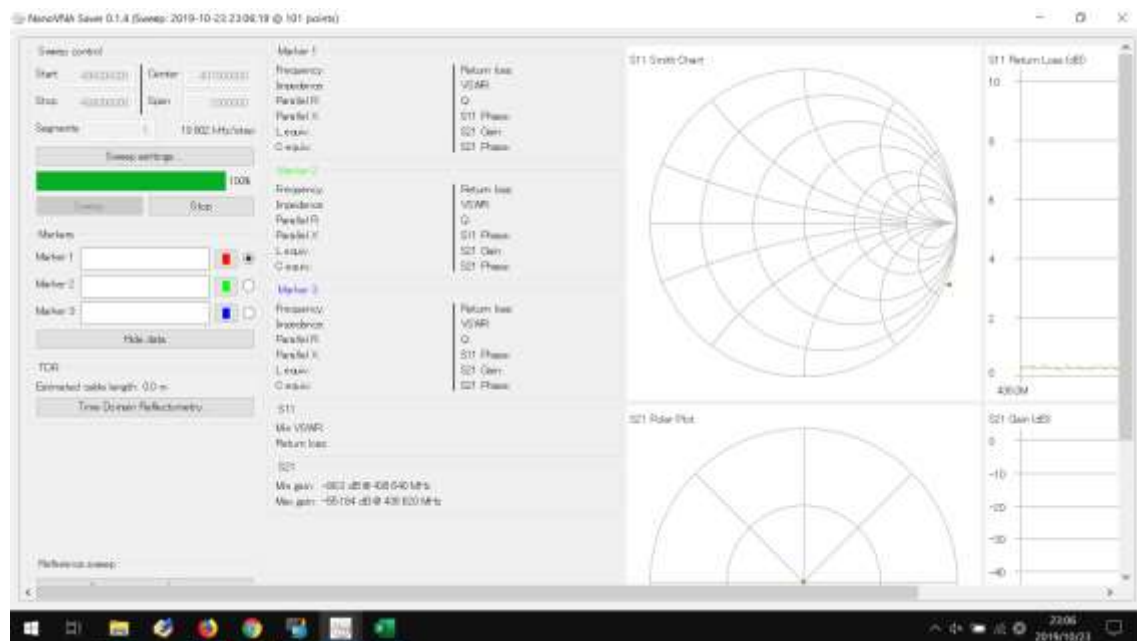 NanoVNA Saver 0.1.4 (Sweep: 2019-10-23 23:06:19 @ 101 points)
Sweep control
Start
Center
Stop
Span
Segments
1
Sweep settings ...
100%
Sweep
Stop
Markers
Marker 1
Marker 2
Marker 3
Hide data
TDR
Estimated cable length: 0.0 m
Time Domain Reflectometry ...
Reference sweep
Marker 1
Frequency:
Impedance:
Parallel R:
Parallel X:
L equiv.:
C equiv.:
Return loss:
VSWR:
Q:
S11 Phase:
S21 Gain:
S21 Phase:
Marker 2
Frequency:
Impedance:
Parallel R:
Parallel X:
L equiv.:
C equiv.:
Return loss:
VSWR:
Q:
S11 Phase:
S21 Gain:
S21 Phase:
Marker 3
Frequency:
Impedance:
Parallel R:
Parallel X:
L equiv.:
C equiv.:
Return loss:
VSWR:
Q:
S11 Phase:
S21 Gain:
S21 Phase:
S11
Min VSWR:
Return loss:
S21
Min gain:
Max gain:
S11 Smith Chart
S11 Return Loss (dB)
10
8
6
4
2
0
S21 Polar Plot
S21 Gain (dB)
0
-10
-20
-30
-40
23:06
2019/10/23